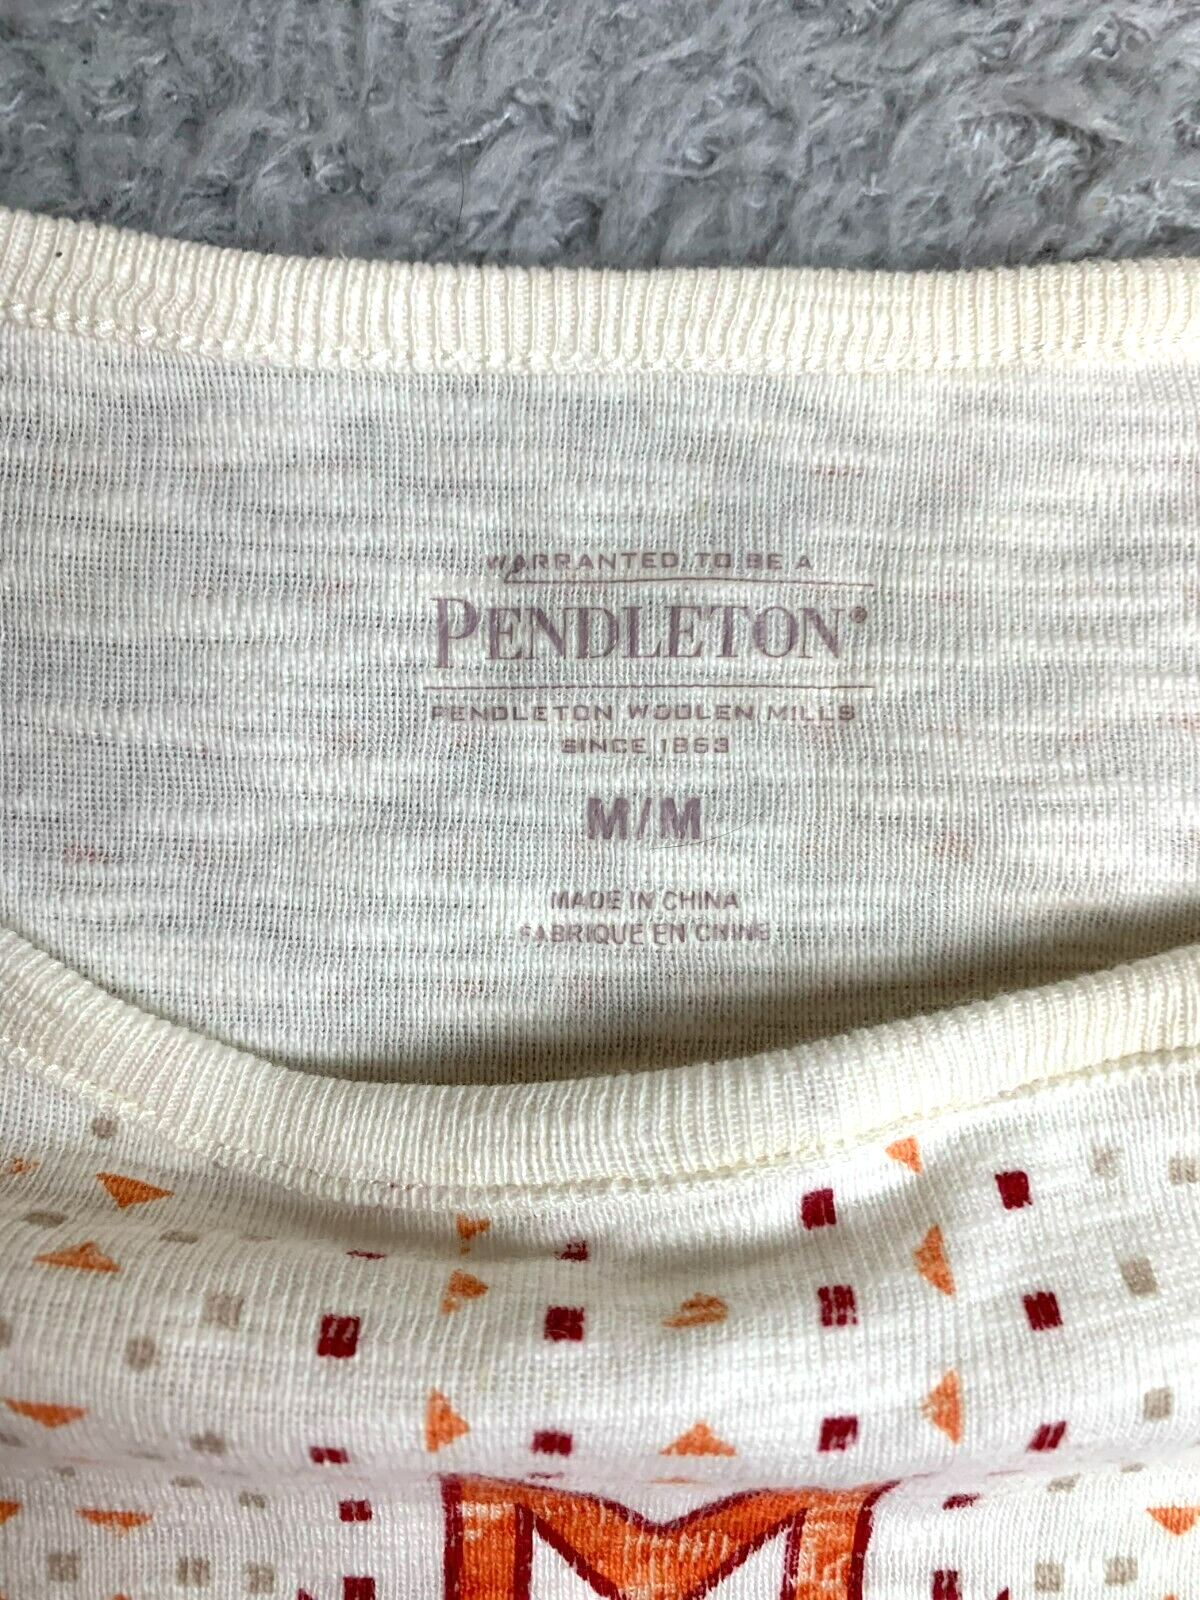 WARRANTED TO BE A
PENDLETON®
PENDLETON WOOLEN MILLS
SINCE 1863
M/M
MADE IN CHINA
FABRIQUE EN CHINE